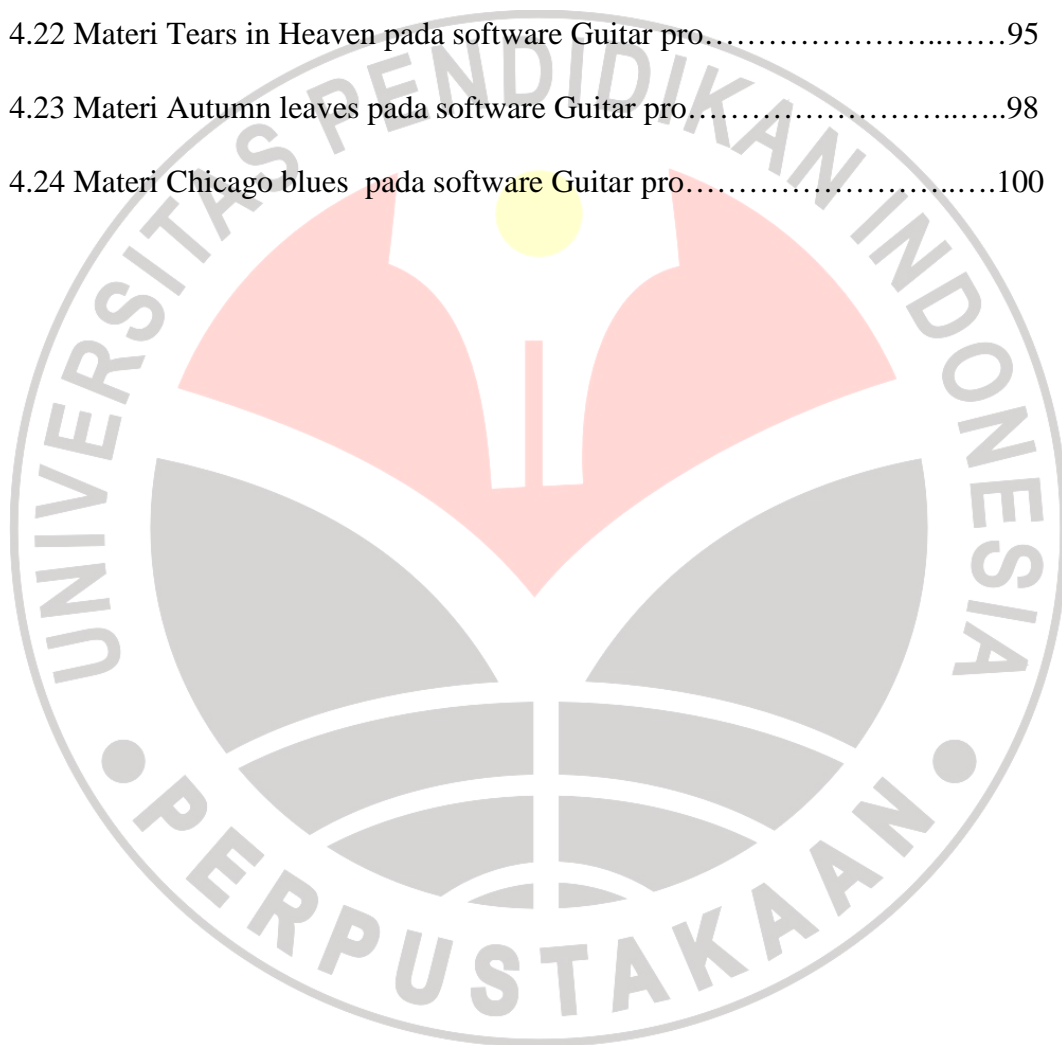 4.22 Materi Tears in Heaven pada software Guitar pro…………………..……95
4.23 Materi Autumn leaves pada software Guitar pro……………………..…..98
4.24 Materi Chicago blues  pada software Guitar pro……………………..….100
UNIVERSITAS PENDIDIKAN INDONESIA
PERPUSTAKAAN